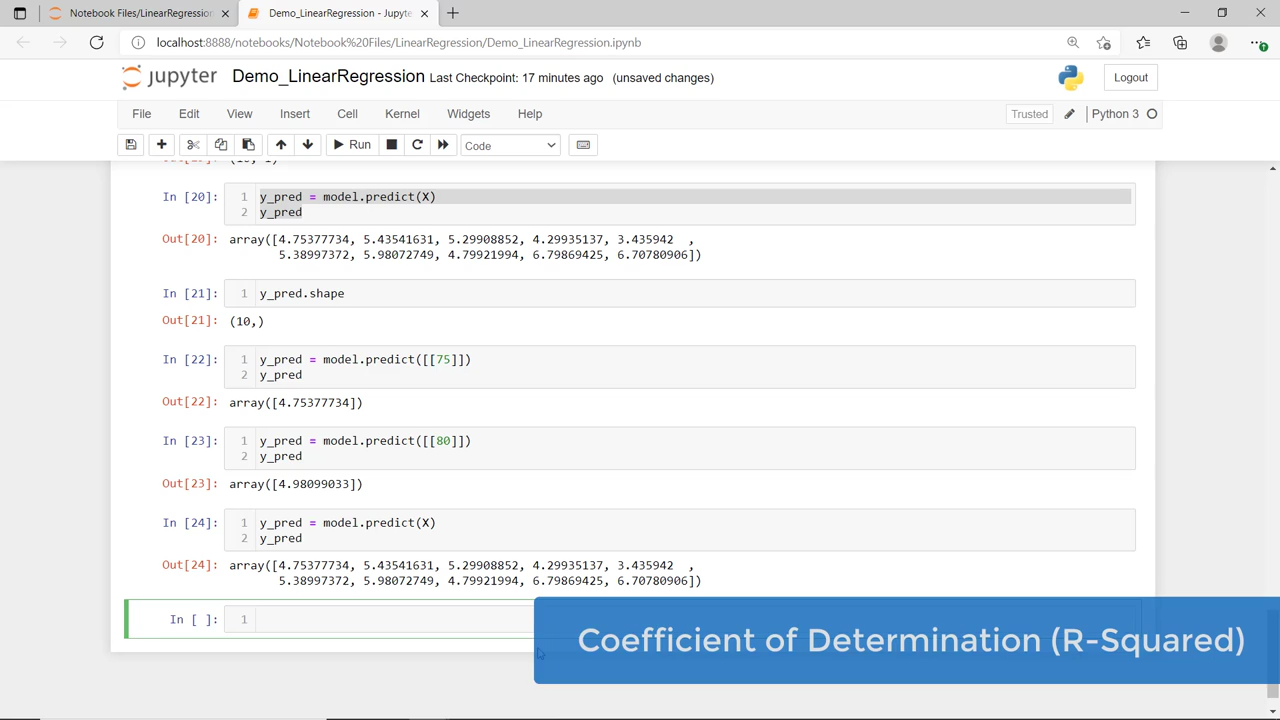 Notebook Files/LinearRegression
Demo_LinearRegression - Jupyter
localhost:8888/notebooks/Notebook%20Files/LinearRegression/Demo_LinearRegression.ipynb
jupyter Demo_LinearRegression Last Checkpoint: 17 minutes ago (unsaved changes) Logout
File Edit View Insert Cell Kernel Widgets Help Trusted Python 3
Run Code
In [20]: 1 y_pred = model.predict(X)
2 y_pred
Out[20]: array([4.75377734, 5.43541631, 5.29908852, 4.29935137, 3.435942 ,
5.38997372, 5.98072749, 4.79921994, 6.79869425, 6.70780906])
In [21]: 1 y_pred.shape
Out[21]: (10,)
In [22]: 1 y_pred = model.predict([[75]])
2 y_pred
Out[22]: array([4.75377734])
In [23]: 1 y_pred = model.predict([[80]])
2 y_pred
Out[23]: array([4.98099033])
In [24]: 1 y_pred = model.predict(X)
2 y_pred
Out[24]: array([4.75377734, 5.43541631, 5.29908852, 4.29935137, 3.435942 ,
5.38997372, 5.98072749, 4.79921994, 6.79869425, 6.70780906])
In [ ]: 1
Coefficient of Determination (R-Squared)